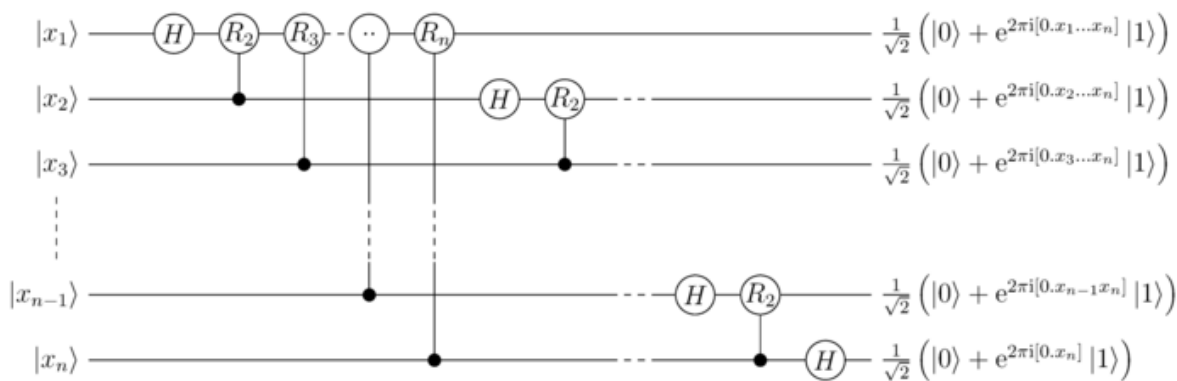 |x₁⟩ H R₂ R₃ ·· Rₙ 1/√2 (|0⟩ + e^{2πi[0.x₁...xₙ]} |1⟩)
|x₂⟩ H R₂ 1/√2 (|0⟩ + e^{2πi[0.x₂...xₙ]} |1⟩)
|x₃⟩ 1/√2 (|0⟩ + e^{2πi[0.x₃...xₙ]} |1⟩)
|xₙ₋₁⟩ H R₂ 1/√2 (|0⟩ + e^{2πi[0.xₙ₋₁xₙ]} |1⟩)
|xₙ⟩ H 1/√2 (|0⟩ + e^{2πi[0.xₙ]} |1⟩)